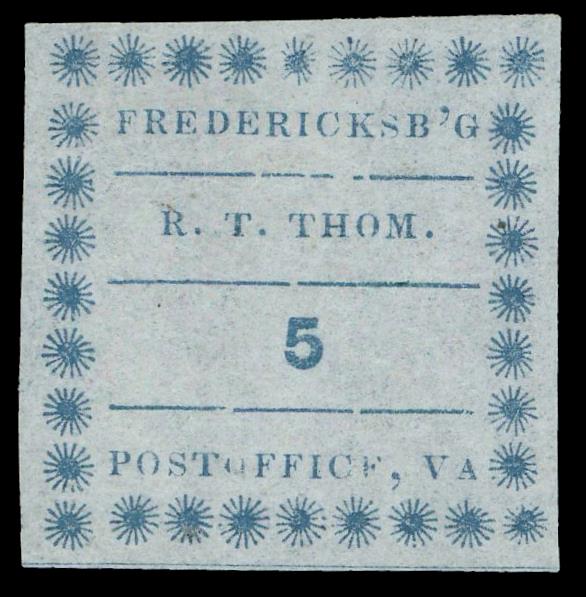 FREDERICKSB'G
R. T. THOM.
5
POSTOFFICE, VA